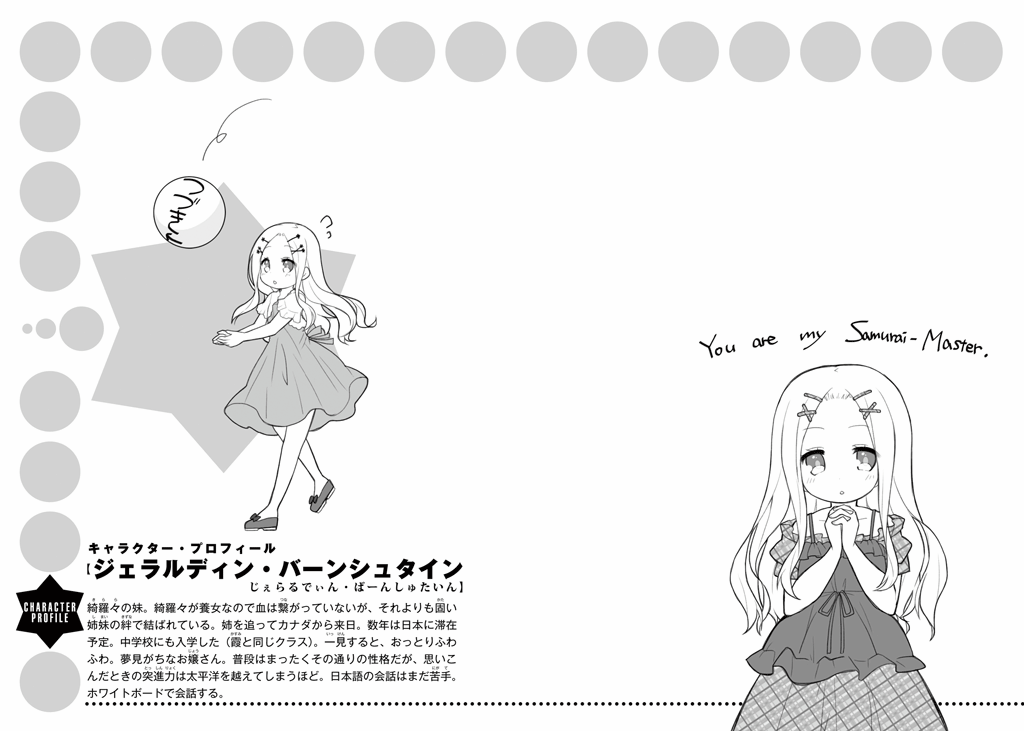 つづきっ
You are my Samurai-Master.
キャラクター・プロフィール
【ジェラルディン・バーンシュタイン
じぇらるでぃん・ばーんしゅたいん】
CHARACTER
PROFILE
綺羅々の妹。綺羅々が養女なので血は繋がっていないが、それよりも固い
姉妹の絆で結ばれている。姉を追ってカナダから来日。数年は日本に滞在
予定。中学校にも入学した（霞と同じクラス）。一見すると、おっとりふわ
ふわ。夢見がちなお嬢さん。普段はまったくその通りの性格だが、思いこ
んだときの突進力は太平洋を越えてしまうほど。日本語の会話はまだ苦手。
ホワイトボードで会話する。